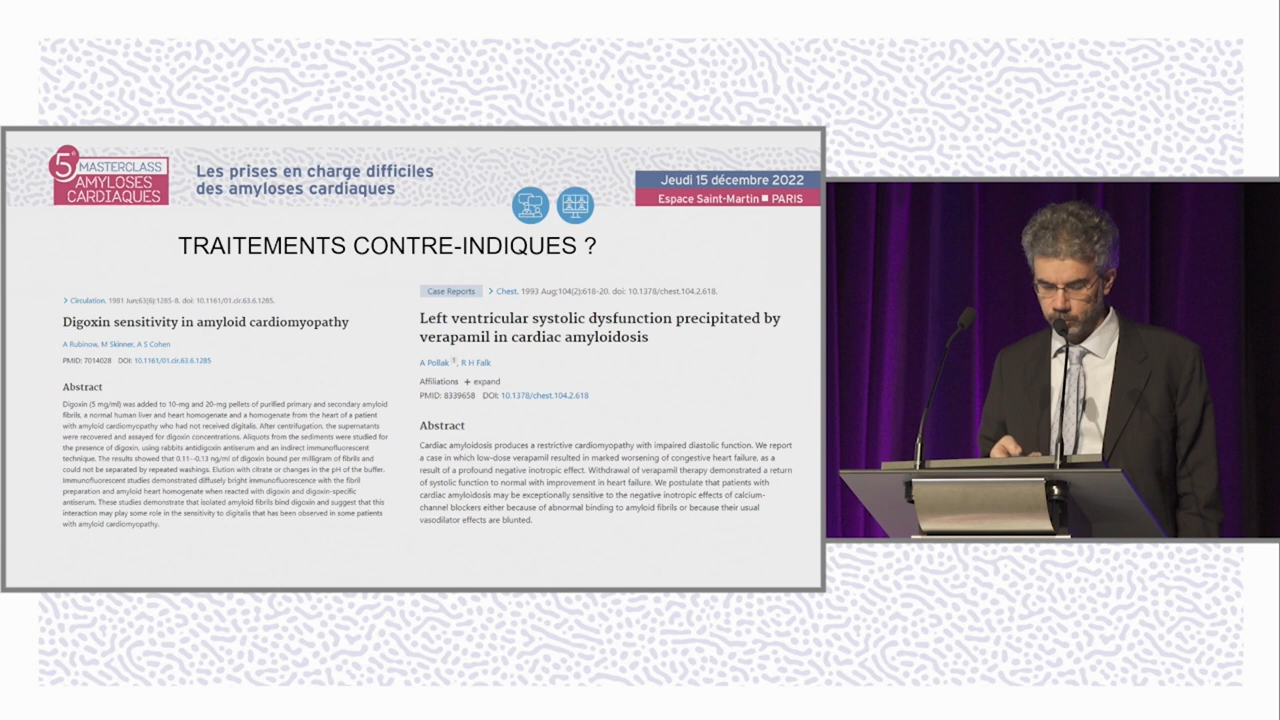 5e MASTERCLASS
AMYLOSES
CARDIAQUES
Les prises en charge difficiles
des amyloses cardiaques
Jeudi 15 décembre 2022
Espace Saint-Martin ■ PARIS
TRAITEMENTS CONTRE-INDIQUES ?
> Circulation. 1981 Jun;63(6):1285-8. doi: 10.1161/01.cir.63.6.1285.
Digoxin sensitivity in amyloid cardiomyopathy
A Rubinow, M Skinner, A S Cohen
PMID: 7014028 DOI: 10.1161/01.cir.63.6.1285
Abstract
Digoxin (5 mg/ml) was added to 10-mg and 20-mg pellets of purified primary and secondary amyloid
fibrils, a normal human liver and heart homogenate and a homogenate from the heart of a patient
with amyloid cardiomyopathy who had not received digitalis. After centrifugation, the supernatants
were recovered and assayed for digoxin concentrations. Aliquots from the sediments were studied for
the presence of digoxin, using rabbits antidigoxin antiserum and an indirect immunofluorescent
technique. The results showed that 0.11--0.13 ng/ml of digoxin bound per milligram of fibrils and
could not be separated by repeated washings. Elution with citrate or changes in the pH of the buffer.
Immunofluorescent studies demonstrated diffusely bright immunofluorescence with the fibril
preparation and amyloid heart homogenate when reacted with digoxin and digoxin-specific
antiserum. These studies demonstrate that isolated amyloid fibrils bind digoxin and suggest that this
interaction may play some role in the sensitivity to digitalis that has been observed in some patients
with amyloid cardiomyopathy.
Case Reports > Chest. 1993 Aug;104(2):618-20. doi: 10.1378/chest.104.2.618.
Left ventricular systolic dysfunction precipitated by
verapamil in cardiac amyloidosis
A Pollak 1, R H Falk
Affiliations + expand
PMID: 8339658 DOI: 10.1378/chest.104.2.618
Abstract
Cardiac amyloidosis produces a restrictive cardiomyopathy with impaired diastolic function. We report
a case in which low-dose verapamil resulted in marked worsening of congestive heart failure, as a
result of a profound negative inotropic effect. Withdrawal of verapamil therapy demonstrated a return
of systolic function to normal with improvement in heart failure. We postulate that patients with
cardiac amyloidosis may be exceptionally sensitive to the negative inotropic effects of calcium-
channel blockers either because of abnormal binding to amyloid fibrils or because their usual
vasodilator effects are blunted.